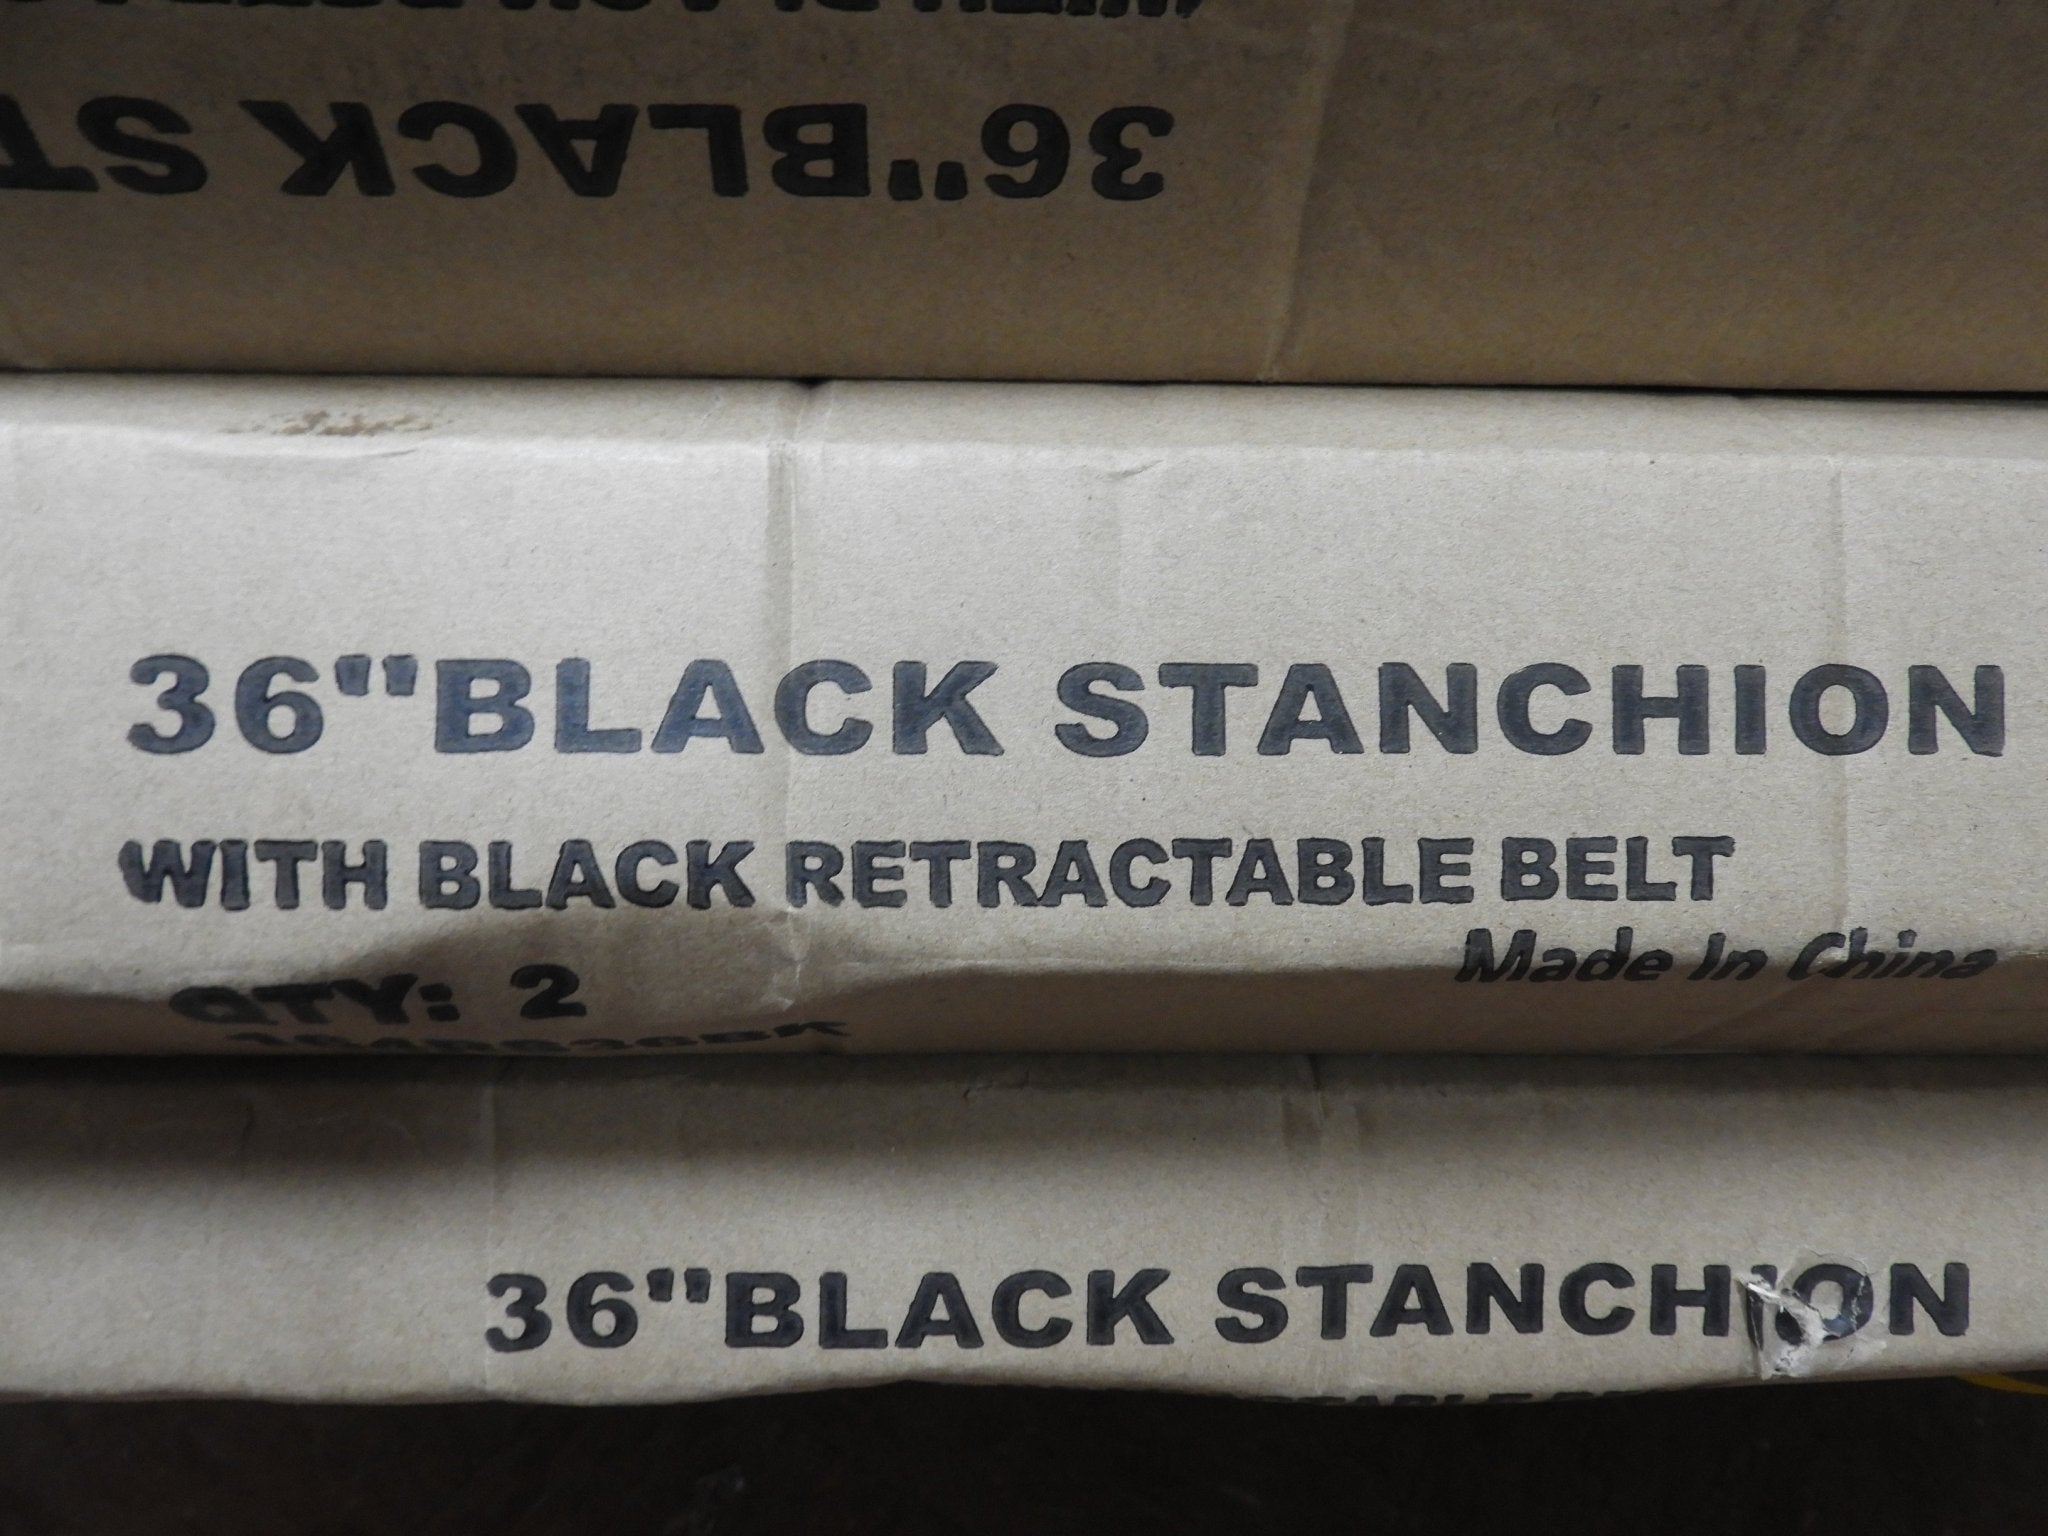 36"BLACK ST
36"BLACK STANCHION
WITH BLACK RETRACTABLE BELT
Made In China
QTY: 2
36"BLACK STANCHION